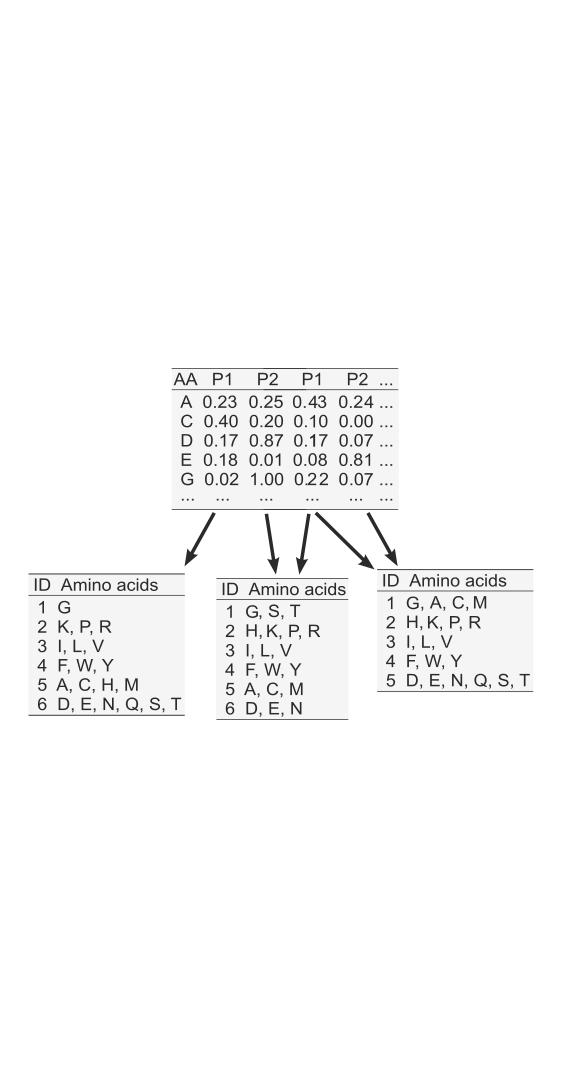 AA P1 P2 P1 P2 ...
A 0.23 0.25 0.43 0.24 ...
C 0.40 0.20 0.10 0.00 ...
D 0.17 0.87 0.17 0.07 ...
E 0.18 0.01 0.08 0.81 ...
G 0.02 1.00 0.22 0.07 ...
... ... ... ... ... ...
ID Amino acids
1 G
2 K, P, R
3 I, L, V
4 F, W, Y
5 A, C, H, M
6 D, E, N, Q, S, T
ID Amino acids
1 G, S, T
2 H, K, P, R
3 I, L, V
4 F, W, Y
5 A, C, M
6 D, E, N
ID Amino acids
1 G, A, C, M
2 H, K, P, R
3 I, L, V
4 F, W, Y
5 D, E, N, Q, S, T